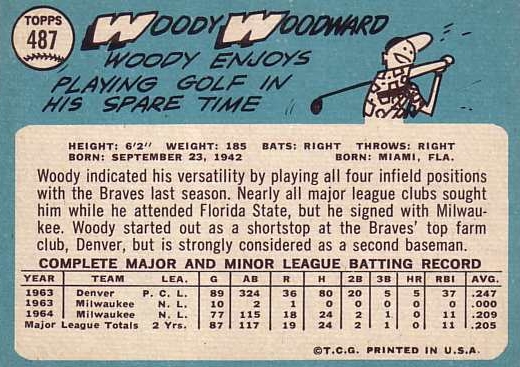 TOPPS
487
WOODY WOODWARD
WOODY ENJOYS
PLAYING GOLF IN
HIS SPARE TIME
HEIGHT: 6'2" WEIGHT: 185 BATS: RIGHT THROWS: RIGHT
BORN: SEPTEMBER 23, 1942 BORN: MIAMI, FLA.
Woody indicated his versatility by playing all four infield positions
with the Braves last season. Nearly all major league clubs sought
him while he attended Florida State, but he signed with Milwau-
kee. Woody started out as a shortstop at the Braves' top farm
club, Denver, but is strongly considered as a second baseman.
COMPLETE MAJOR AND MINOR LEAGUE BATTING RECORD
YEAR TEAM LEA. G AB R H 2B 3B HR RBI AVG.
1963 Denver P. C. L. 89 324 36 80 20 5 5 37 .247
1963 Milwaukee N. L. 10 2 1 0 0 0 0 0 .000
1964 Milwaukee N. L. 77 115 18 24 2 1 0 11 .209
Major League Totals 2 Yrs. 87 117 19 24 2 1 0 11 .205
©T.C.G. PRINTED IN U.S.A.